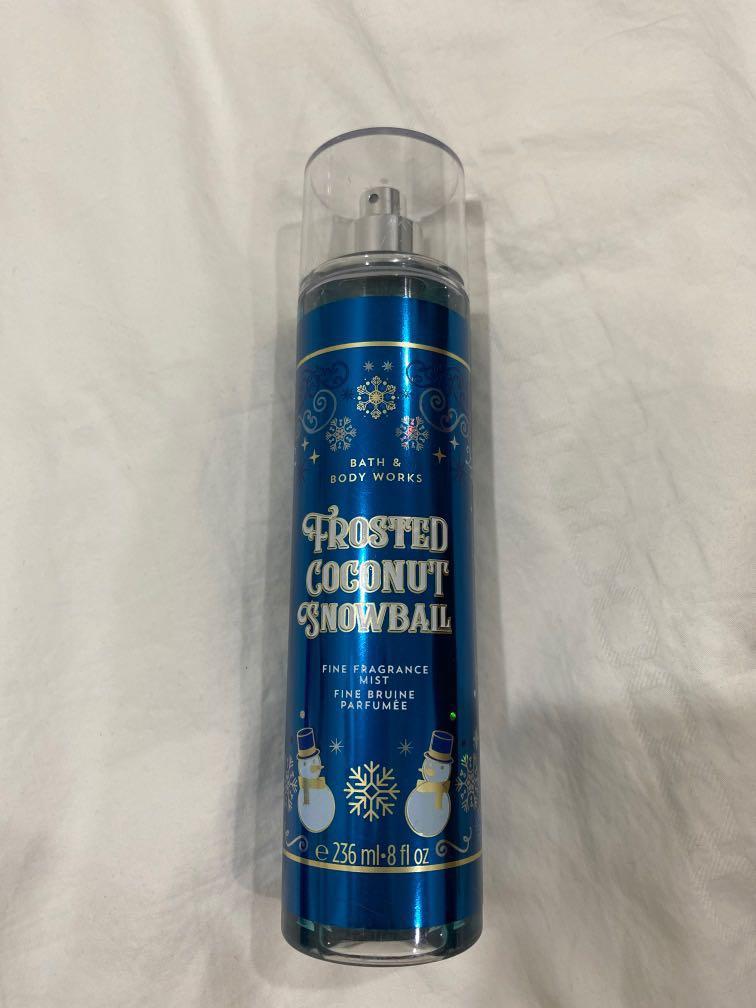 BATH &
BODY WORKS
FROSTED
COCONUT
SNOWBALL
FINE FRAGRANCE
MIST
FINE BRUINE
PARFUMÉE
℮ 236 ml•8 fl oz